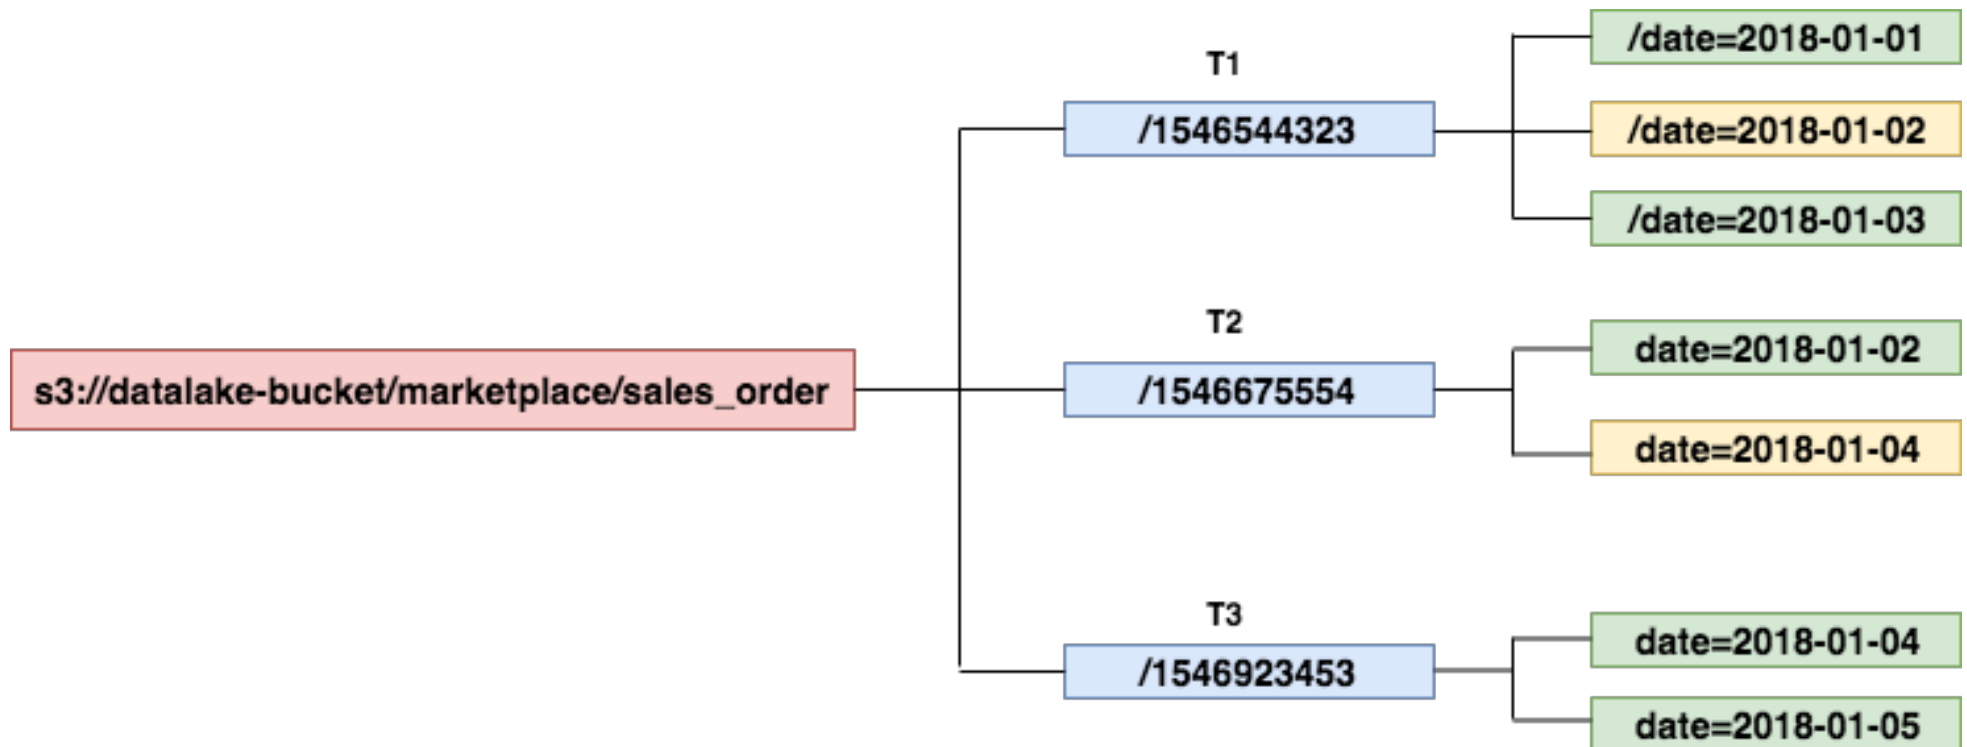 /date=2018-01-01
T1
/1546544323
/date=2018-01-02
/date=2018-01-03
T2
date=2018-01-02
s3://datalake-bucket/marketplace/sales_order
/1546675554
date=2018-01-04
T3
date=2018-01-04
/1546923453
date=2018-01-05